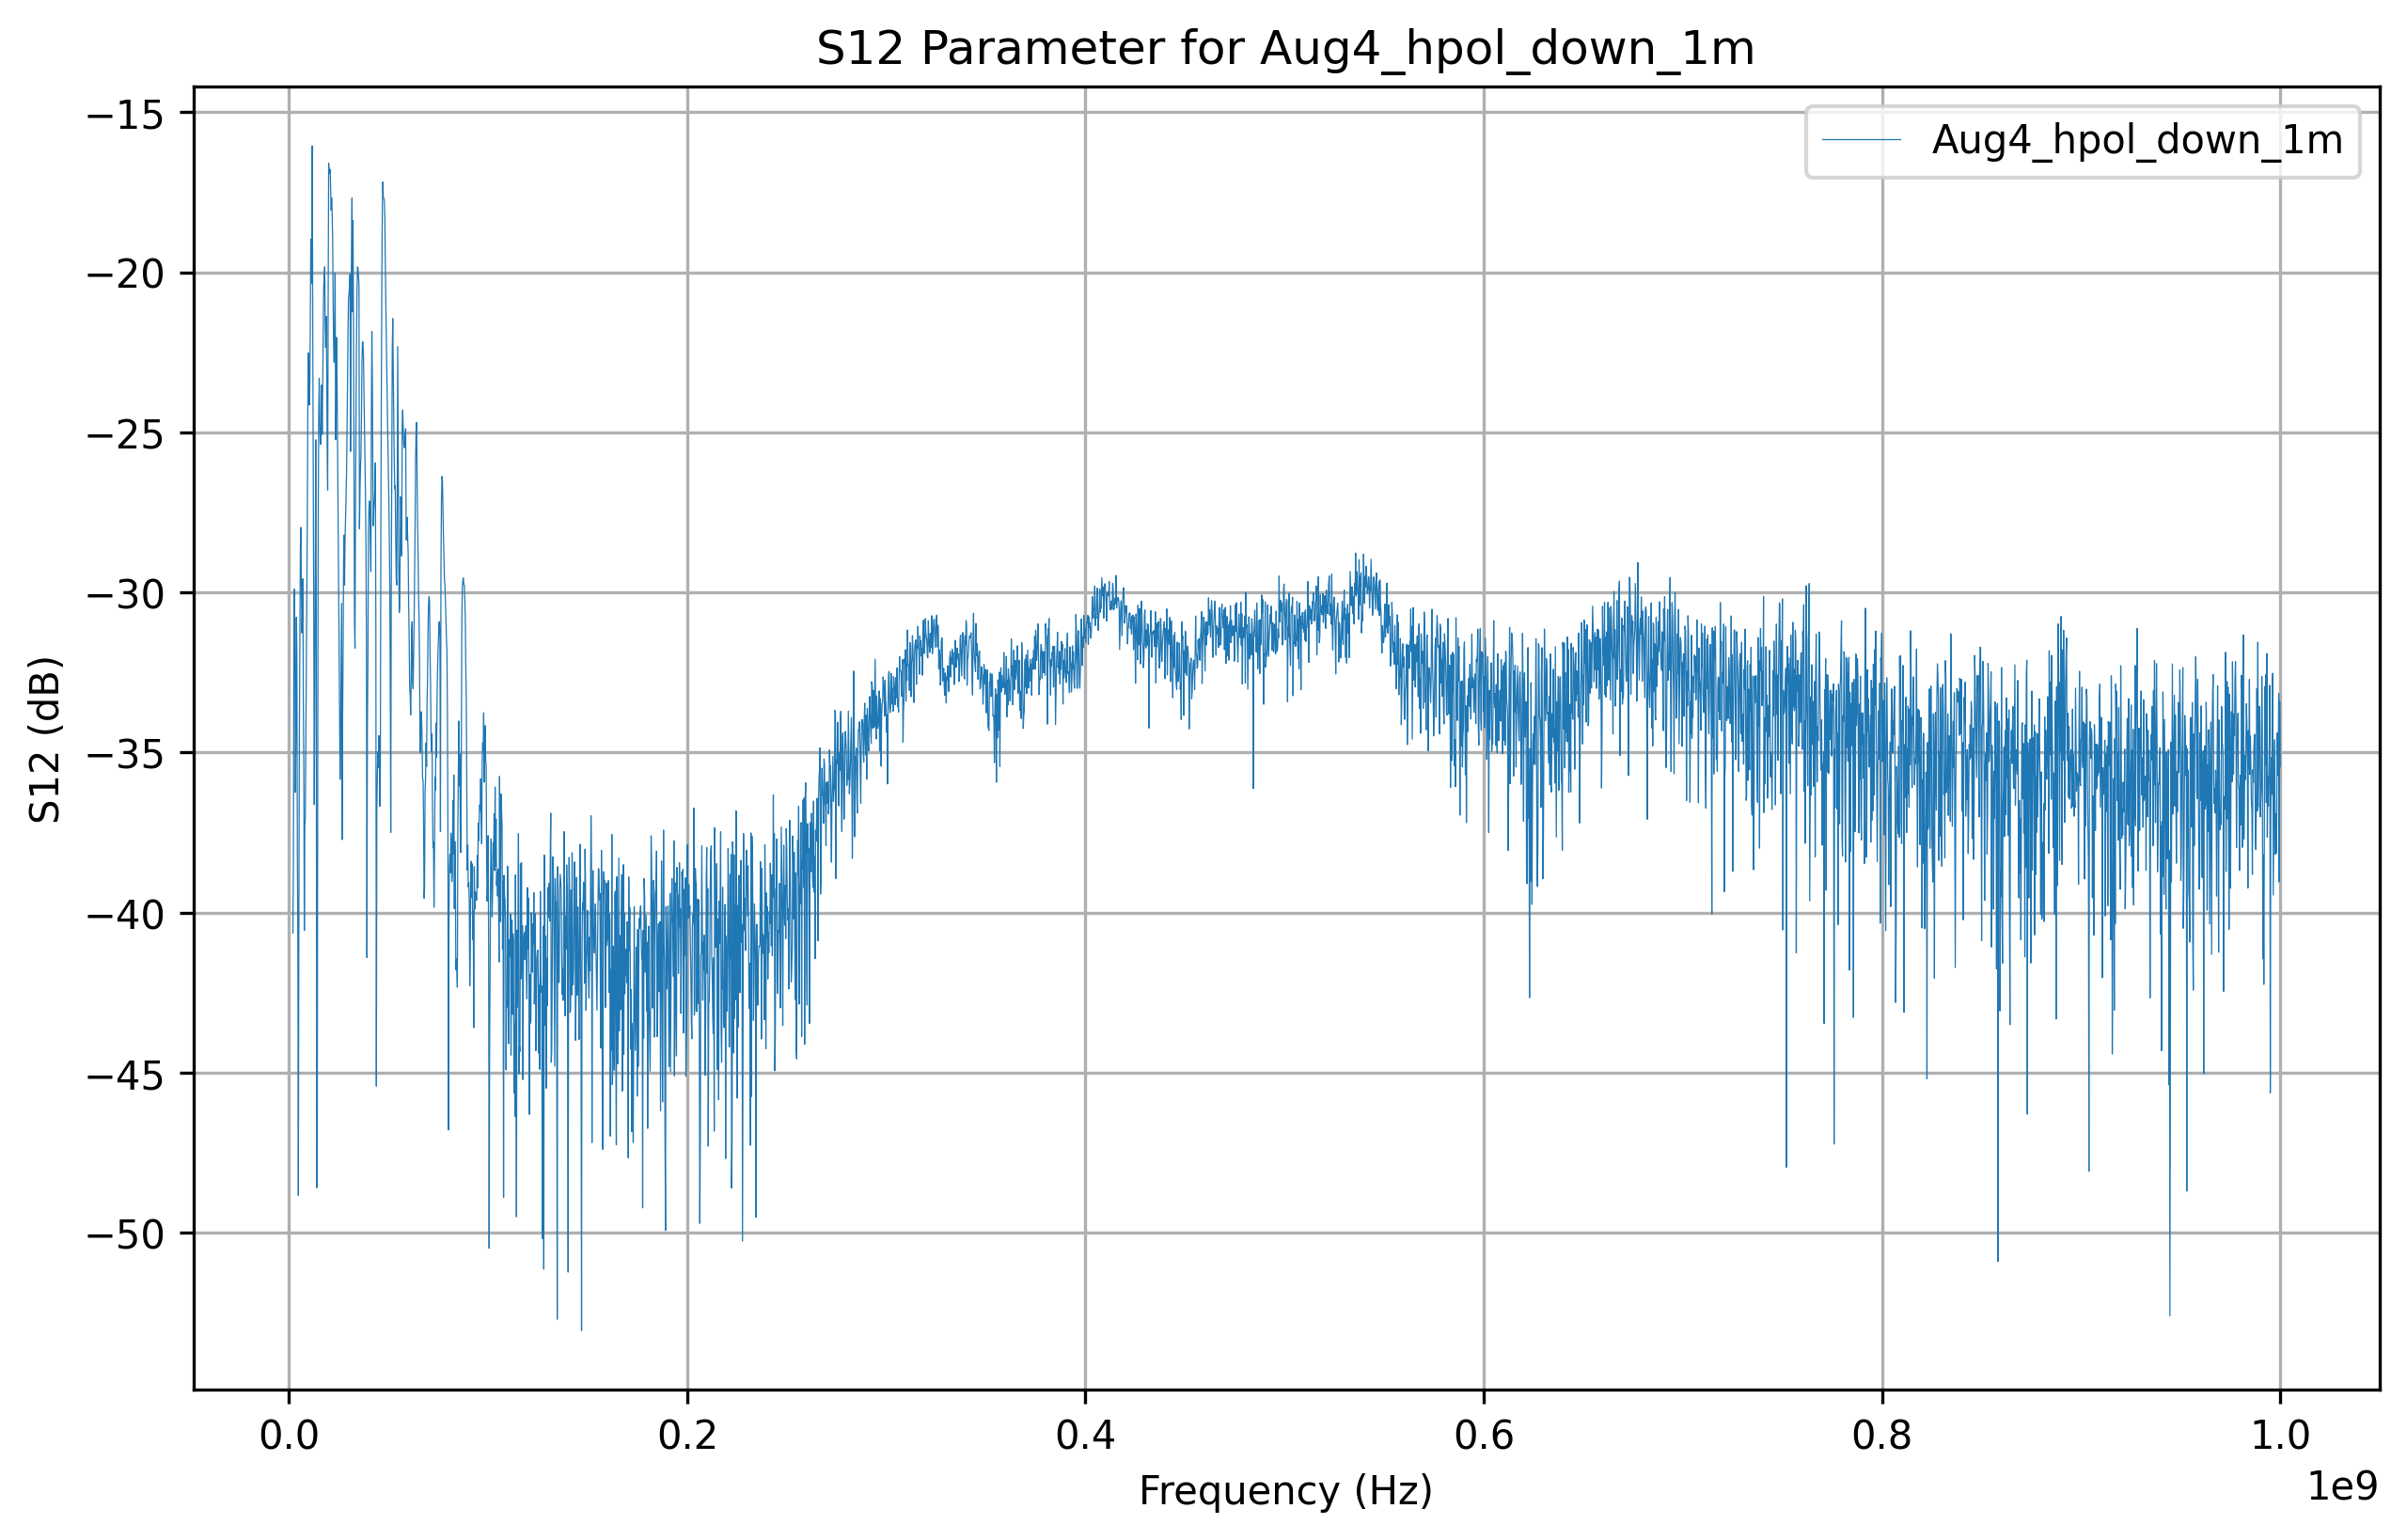 S12 Parameter for Aug4_hpol_down_1m
Aug4_hpol_down_1m
−15
−20
−25
−30
−35
−40
−45
−50
S12 (dB)
0.0 0.2 0.4 0.6 0.8 1.0
1e9
Frequency (Hz)